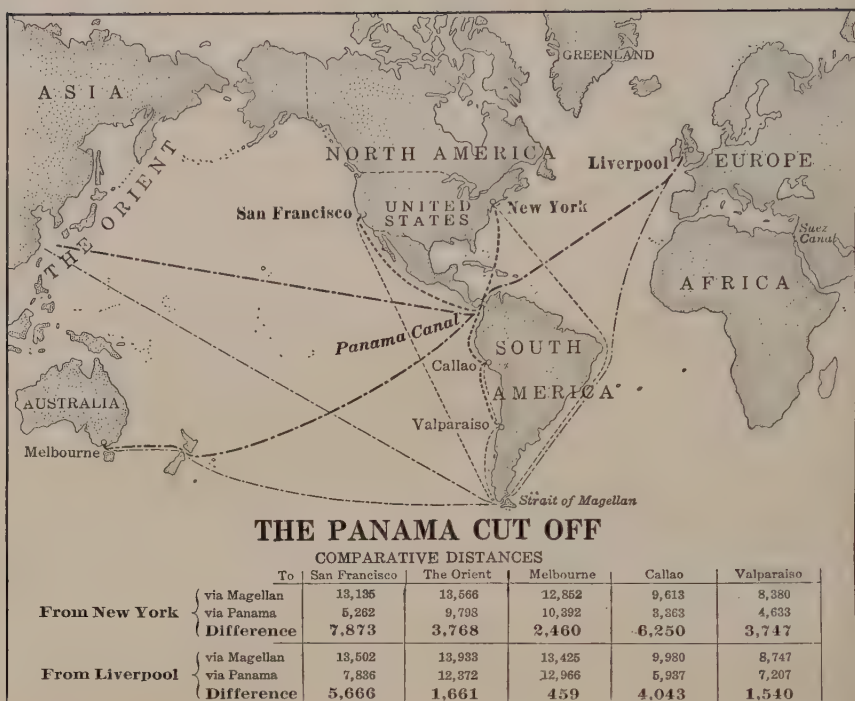 GREENLAND
ASIA
NORTH AMERICA
Liverpool
EUROPE
THE ORIENT
San Francisco
UNITED
STATES
New York
Suez
Canal
AFRICA
Panama Canal
SOUTH
AMERICA
Callao
AUSTRALIA
Valparaiso
Melbourne
Strait of Magellan
THE PANAMA CUT OFF
COMPARATIVE DISTANCES
To San Francisco The Orient Melbourne Callao Valparaiso
From New York
via Magellan 13,135 13,566 12,852 9,613 8,380
via Panama 5,262 9,798 10,392 3,363 4,633
Difference 7,873 3,768 2,460 6,250 3,747
From Liverpool
via Magellan 13,502 13,933 13,425 9,980 8,747
via Panama 7,836 12,372 12,966 5,937 7,207
Difference 5,666 1,661 459 4,043 1,540